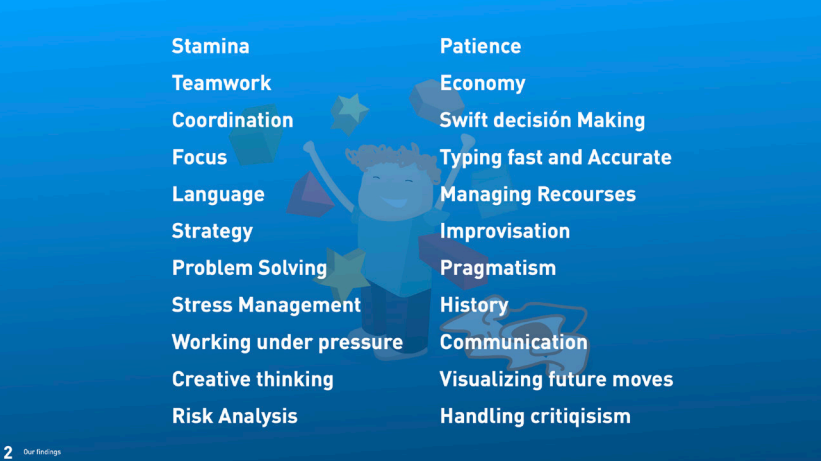 Stamina
Teamwork
Coordination
Focus
Language
Strategy
Problem Solving
Stress Management
Working under pressure
Creative thinking
Risk Analysis
Patience
Economy
Swift decisión Making
Typing fast and Accurate
Managing Recourses
Improvisation
Pragmatism
History
Communication
Visualizing future moves
Handling critiqisism
2 Our findings